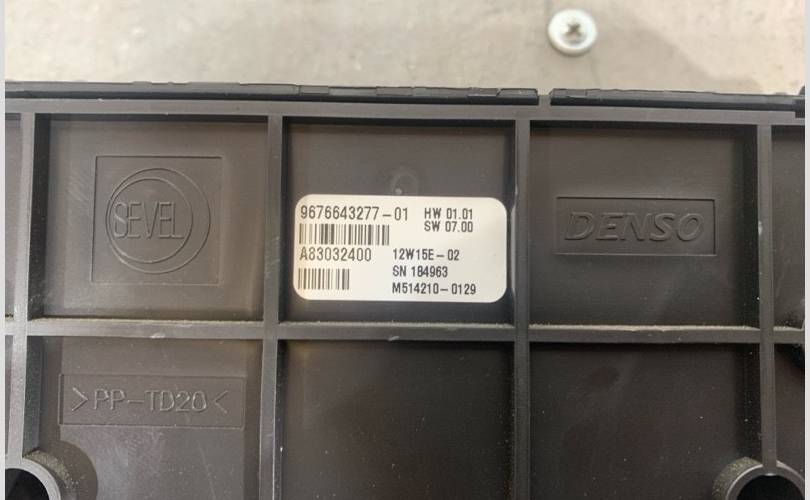 SEVEL
9676643277-01 HW 01.01
SW 07.00
A83032400 12W15E-02
SN 184963
M514210-0129
DENSO
>PP-TD20<